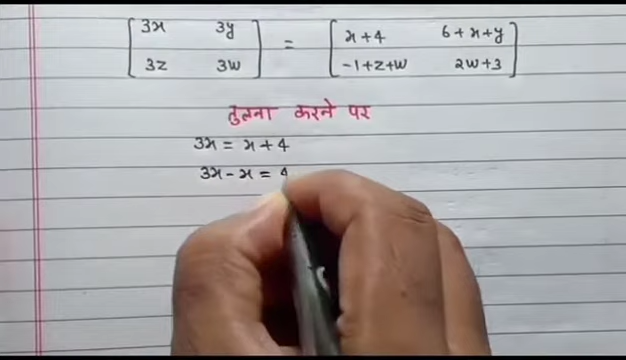 3x 3y = x+4 6+x+y
3z 3w -1+z+w 2w+3
तुलना करने पर
3x = x + 4
3x - x = 4